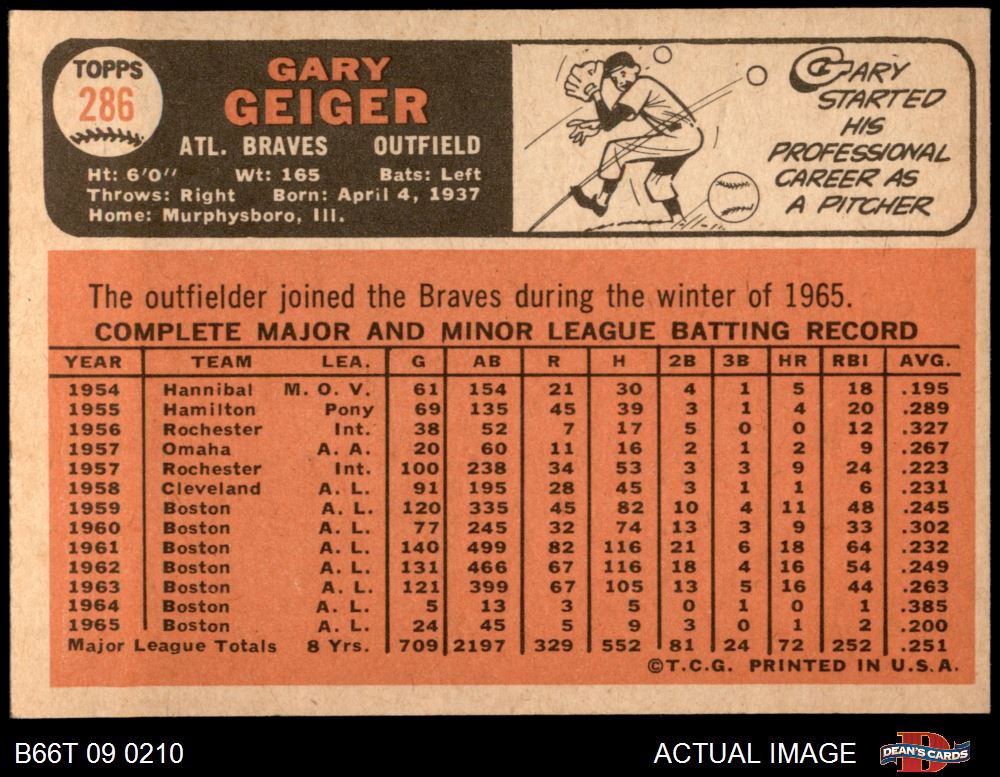 TOPPS
286
GARY
GEIGER
ATL. BRAVES OUTFIELD
Ht: 6'0" Wt: 165 Bats: Left
Throws: Right Born: April 4, 1937
Home: Murphysboro, Ill.
GARY
STARTED
HIS
PROFESSIONAL
CAREER AS
A PITCHER
The outfielder joined the Braves during the winter of 1965.
COMPLETE MAJOR AND MINOR LEAGUE BATTING RECORD
YEAR TEAM LEA. G AB R H 2B 3B HR RBI AVG.
1954 Hannibal M. O. V. 61 154 21 30 4 1 5 18 .195
1955 Hamilton Pony 69 135 45 39 3 1 4 20 .289
1956 Rochester Int. 38 52 7 17 5 0 0 12 .327
1957 Omaha A. A. 20 60 11 16 2 1 2 9 .267
1957 Rochester Int. 100 238 34 53 3 3 9 24 .223
1958 Cleveland A. L. 91 195 28 45 3 1 1 6 .231
1959 Boston A. L. 120 335 45 82 10 4 11 48 .245
1960 Boston A. L. 77 245 32 74 13 3 9 33 .302
1961 Boston A. L. 140 499 82 116 21 6 18 64 .232
1962 Boston A. L. 131 466 67 116 18 4 16 54 .249
1963 Boston A. L. 121 399 67 105 13 5 16 44 .263
1964 Boston A. L. 5 13 3 5 0 1 0 1 .385
1965 Boston A. L. 24 45 5 9 3 0 1 2 .200
Major League Totals 8 Yrs. 709 2197 329 552 81 24 72 252 .251
©T.C.G. PRINTED IN U.S.A.
B66T 09 0210 ACTUAL IMAGE DEAN'S CARDS